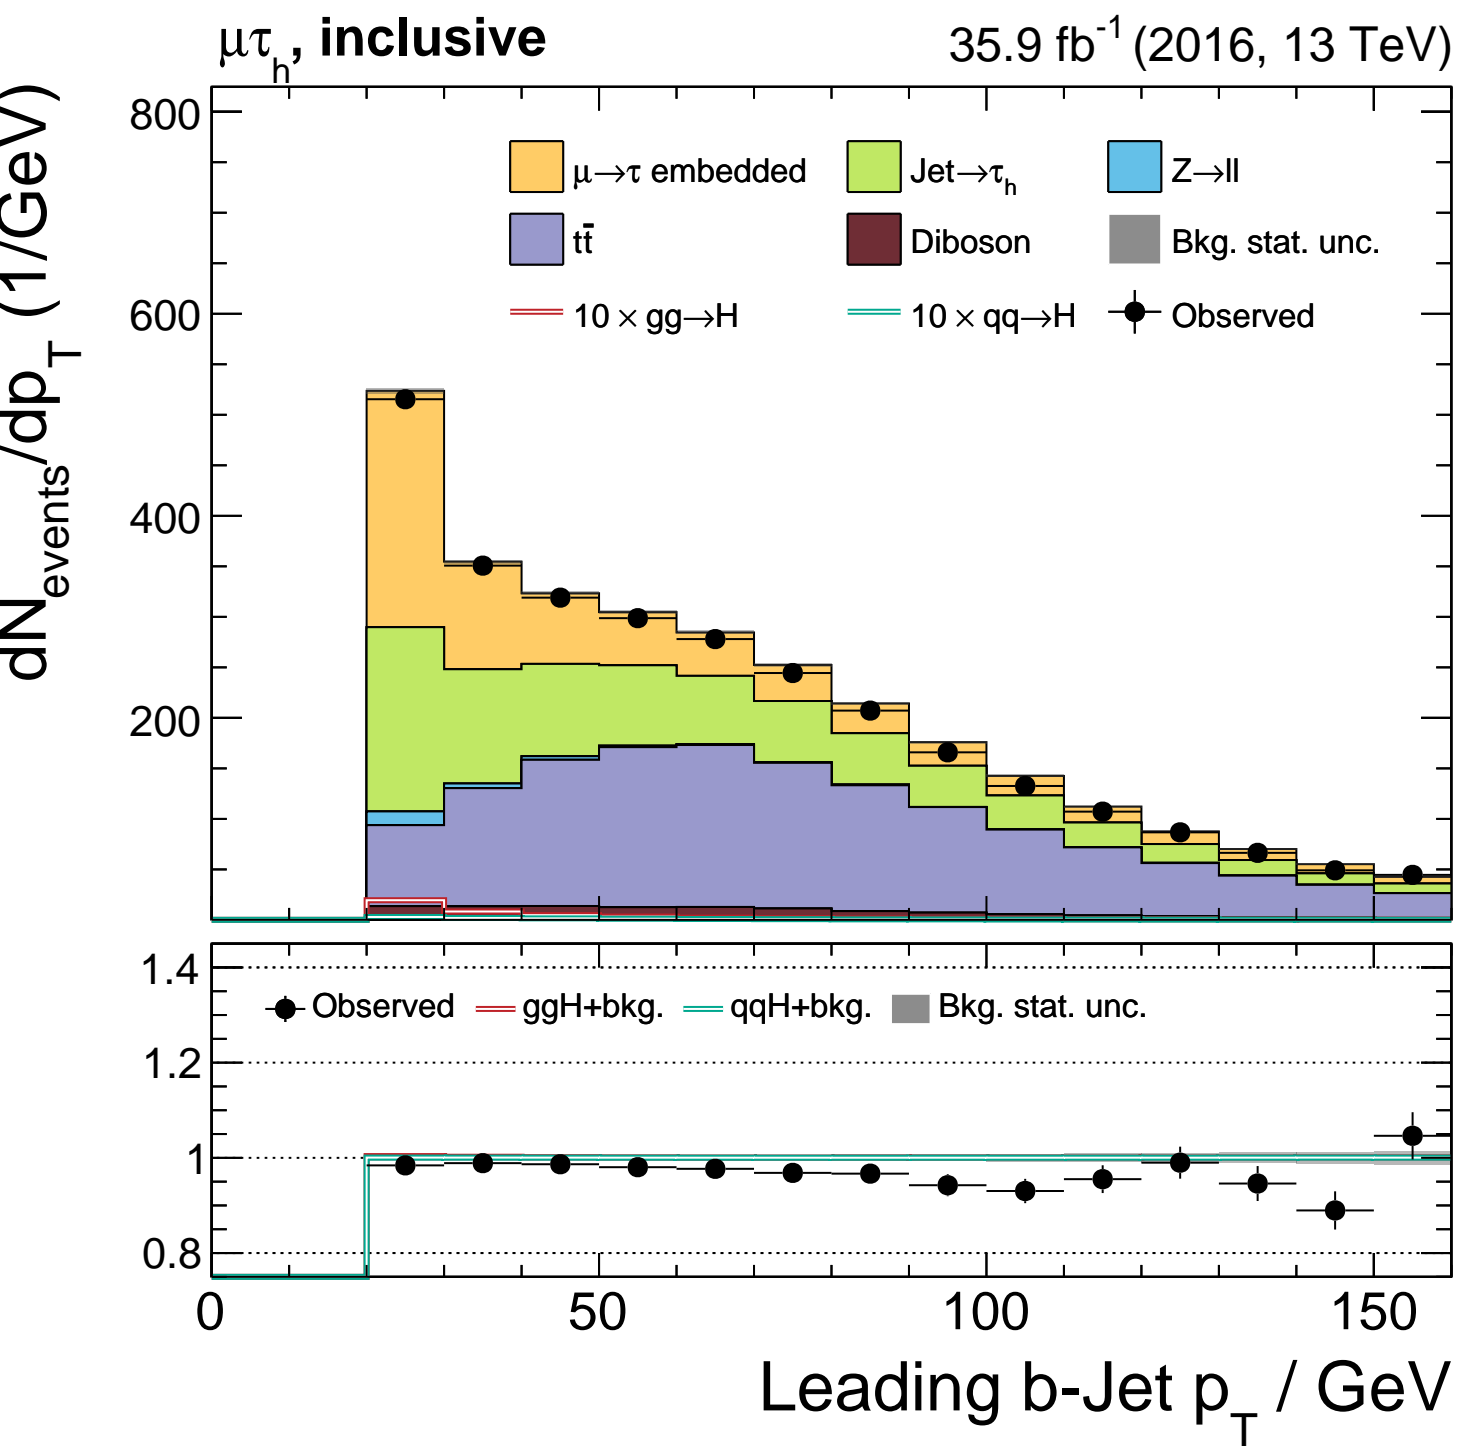 μτh, inclusive
35.9 fb-1 (2016, 13 TeV)
dNevents/dpT (1/GeV)
800
600
400
200
μ→τ embedded
Jet→τh
Z→ll
tt̄
Diboson
Bkg. stat. unc.
10 × gg→H
10 × qq→H
Observed
1.4
1.2
1
0.8
Observed
ggH+bkg.
qqH+bkg.
Bkg. stat. unc.
0
50
100
150
Leading b-Jet pT / GeV